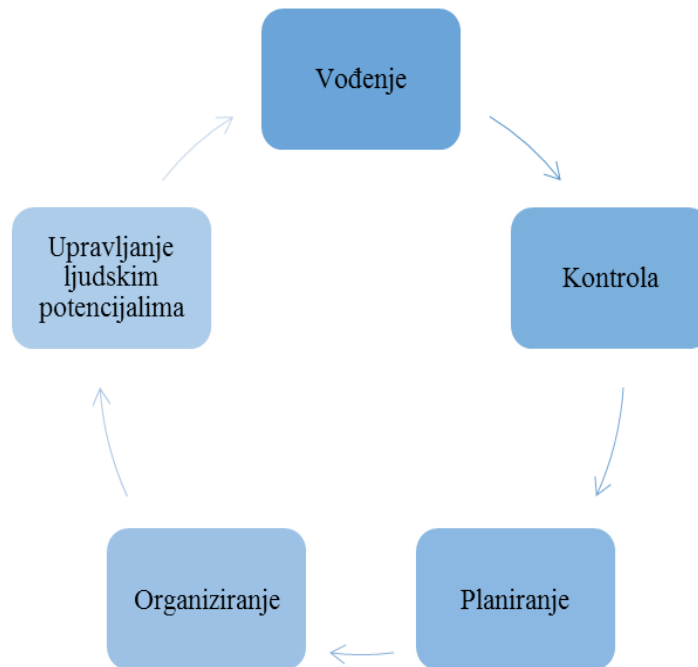 Vođenje
Kontrola
Planiranje
Organiziranje
Upravljanje
ljudskim
potencijalima